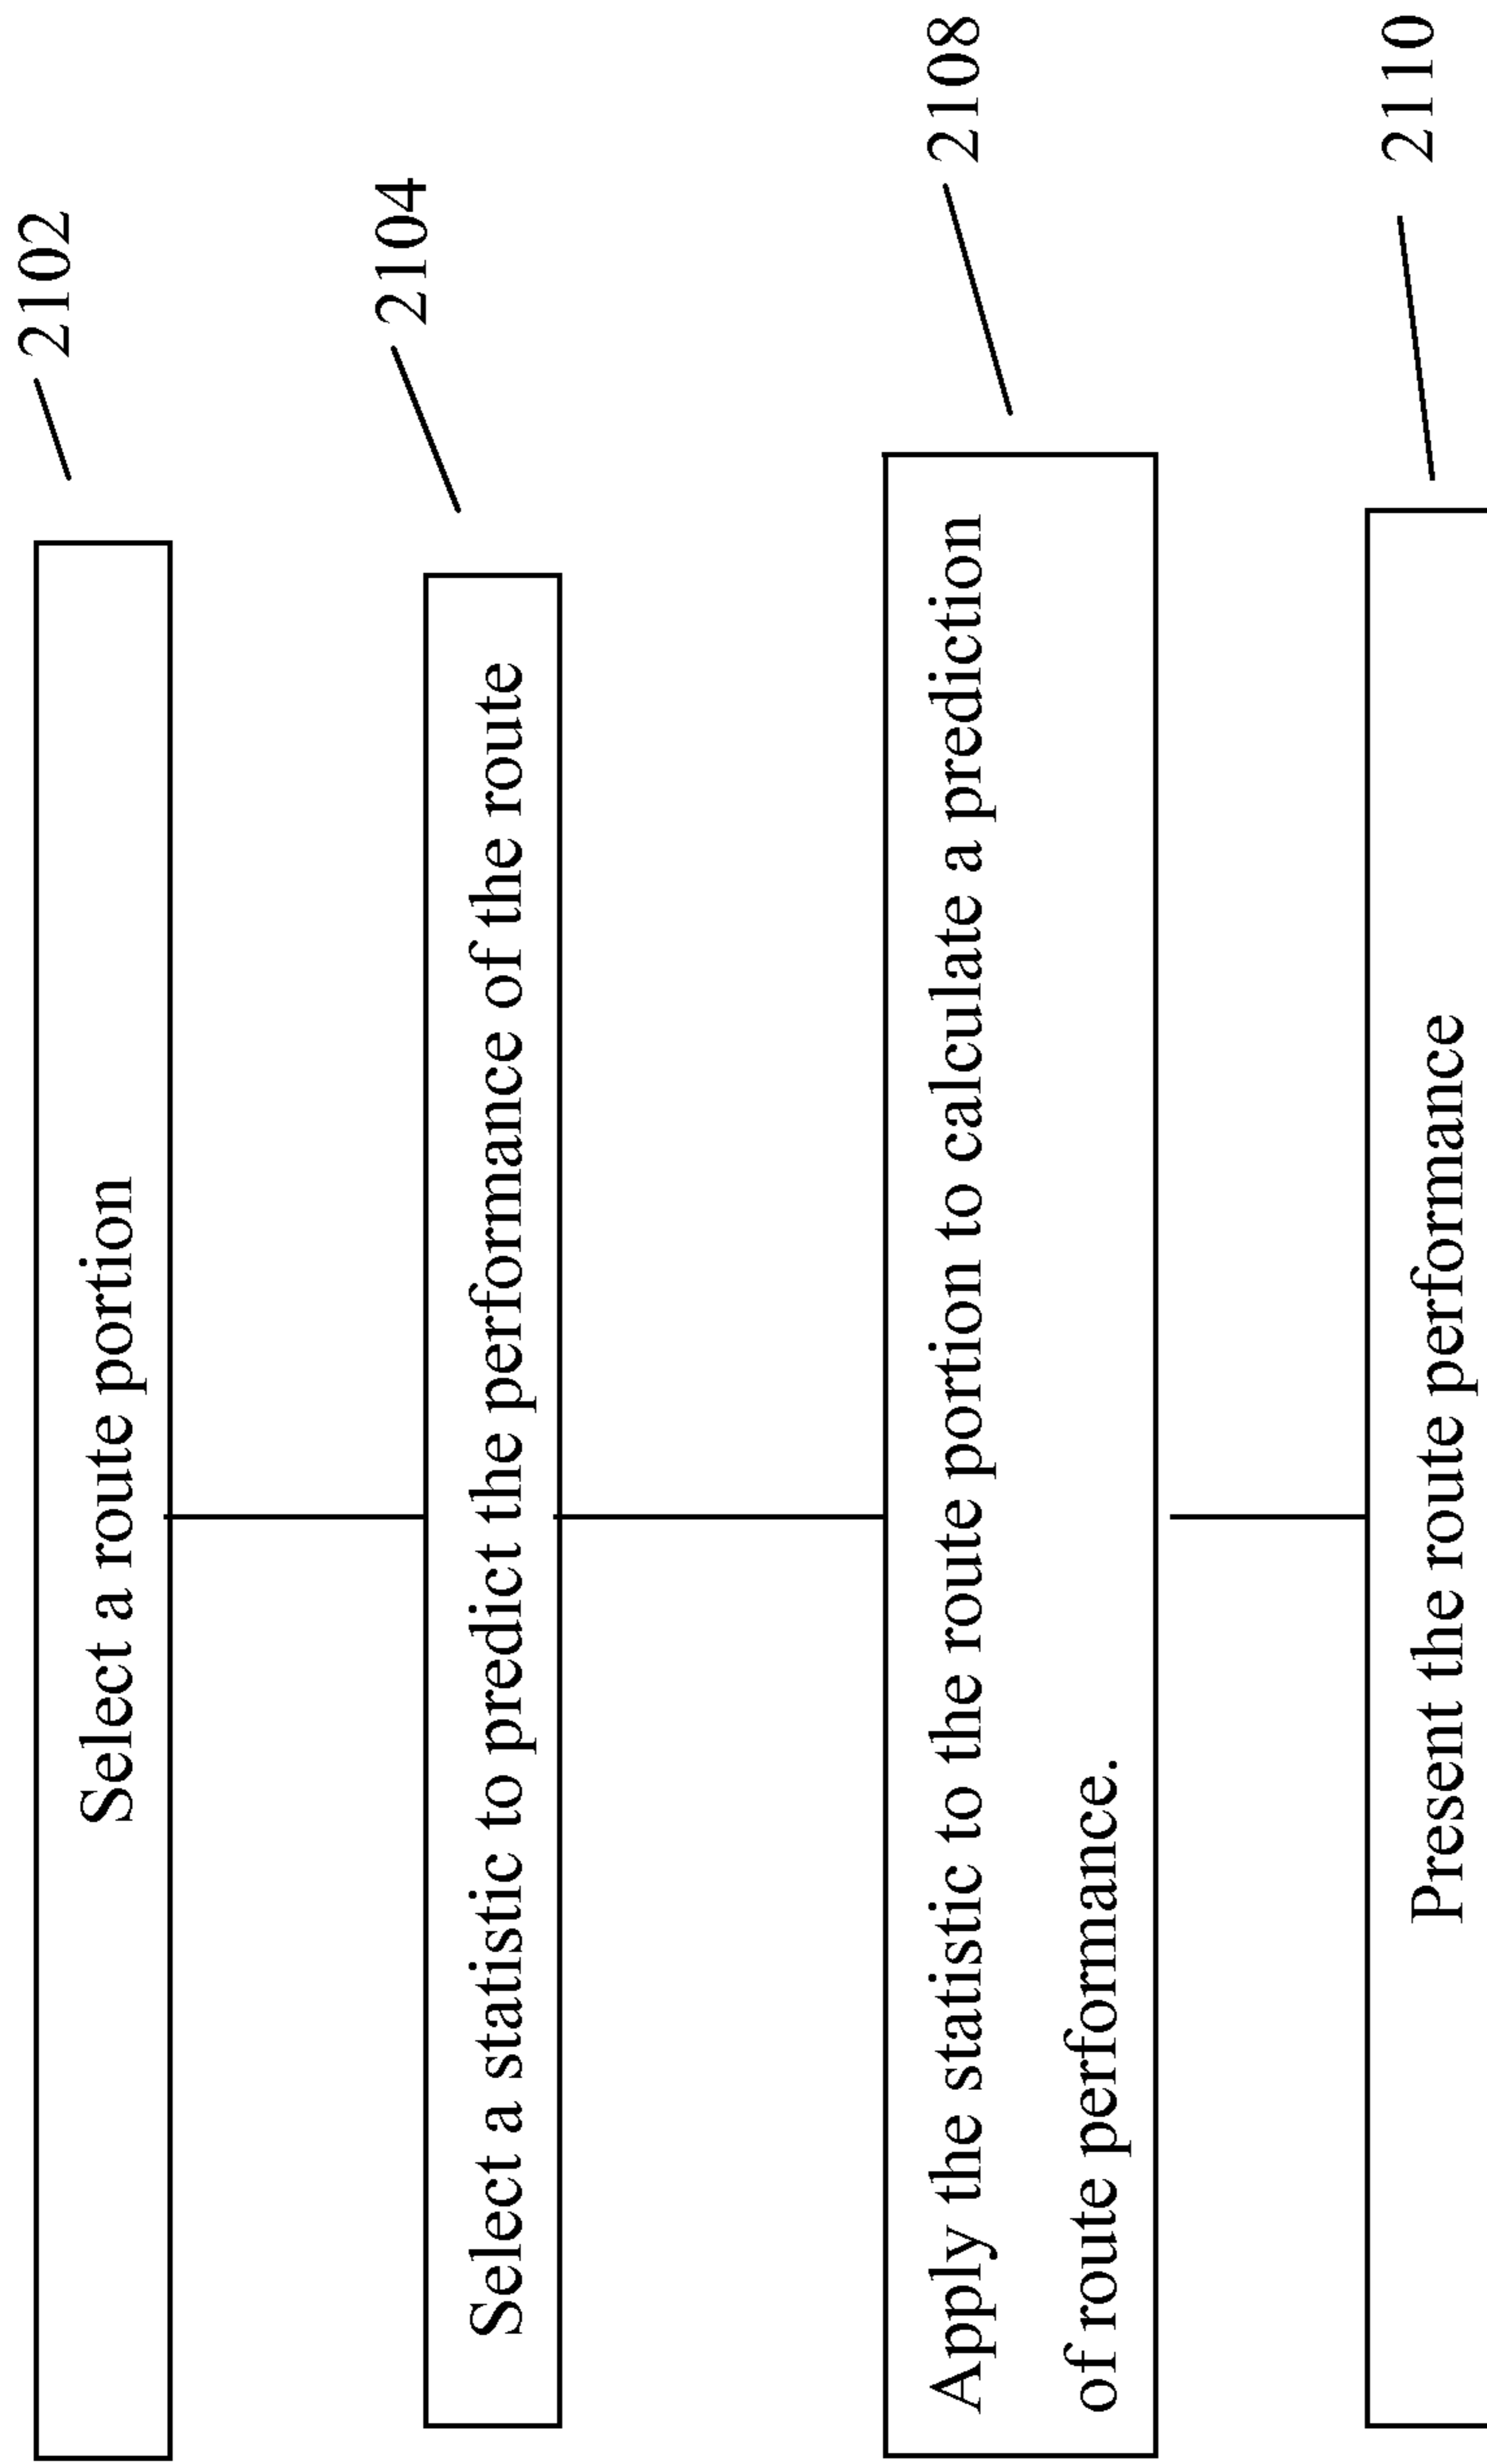 2102
Select a route portion
2104
Select a statistic to predict the performance of the route
2108
Apply the statistic to the route portion to calculate a prediction
of route performance.
2110
Present the route performance